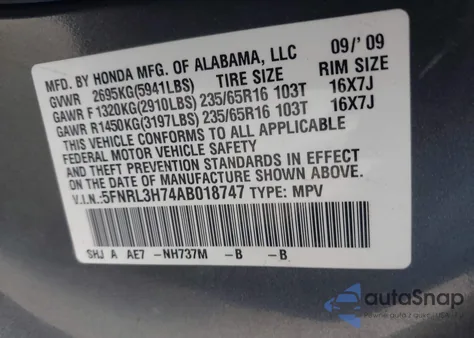 MFD. BY HONDA MFG. OF ALABAMA, LLC 09/'09
GVWR 2695KG(5941LBS) TIRE SIZE RIM SIZE
GAWR F1320KG(2910LBS) 235/65R16 103T 16X7J
GAWR R1450KG(3197LBS) 235/65R16 103T 16X7J
THIS VEHICLE CONFORMS TO ALL APPLICABLE
FEDERAL MOTOR VEHICLE SAFETY
AND THEFT PREVENTION STANDARDS IN EFFECT
ON THE DATE OF MANUFACTURE SHOWN ABOVE.
V.I.N.:5FNRL3H74AB018747 TYPE: MPV
SHJ A AE7 -NH737M -B -B
autoSnap